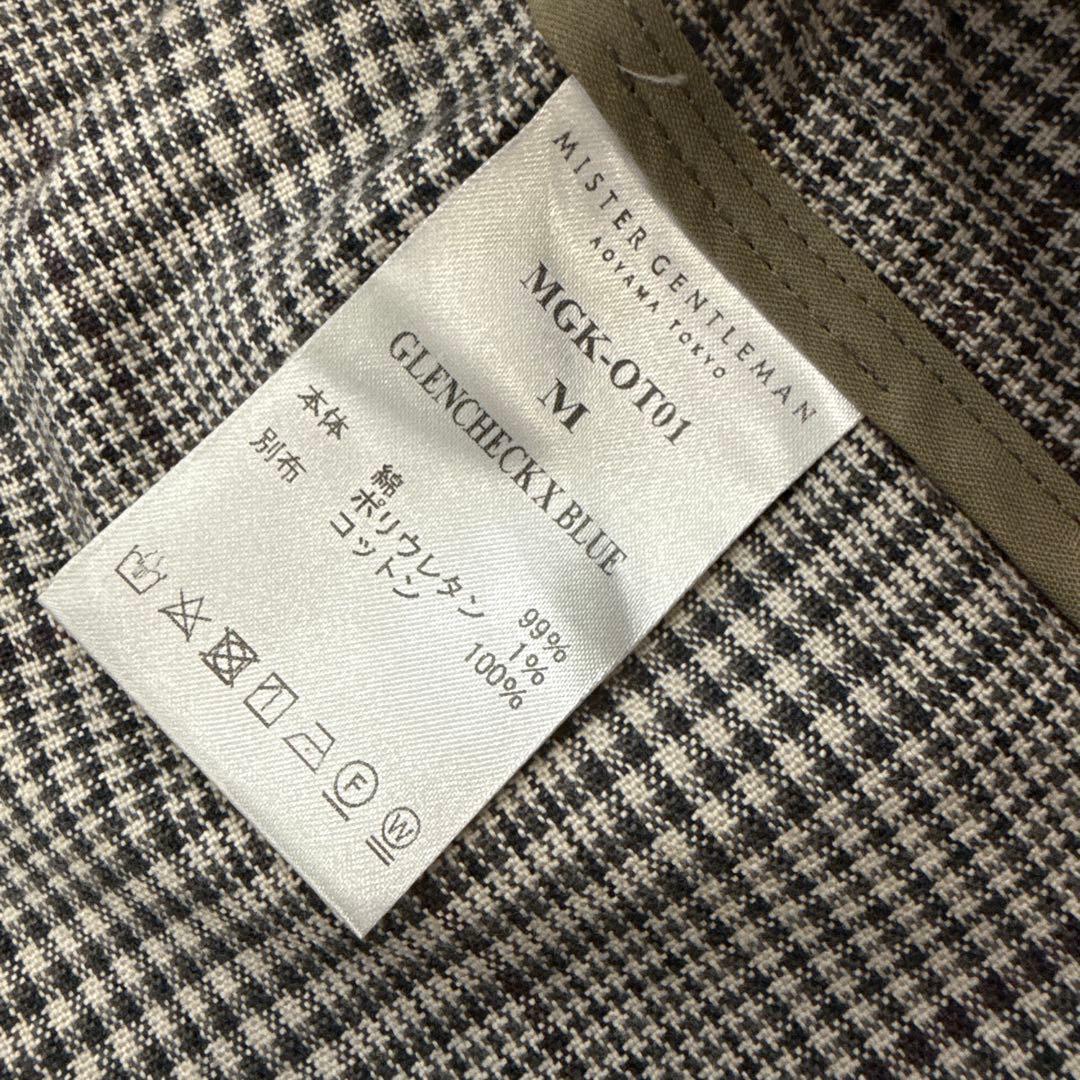 MISTERGENTLEMAN
AOYAMA TOKYO
MGK-OT01
M
GLENCHECK X BLUE
本体 綿 99%
ポリウレタン 1%
別布 コットン 100%
F
W